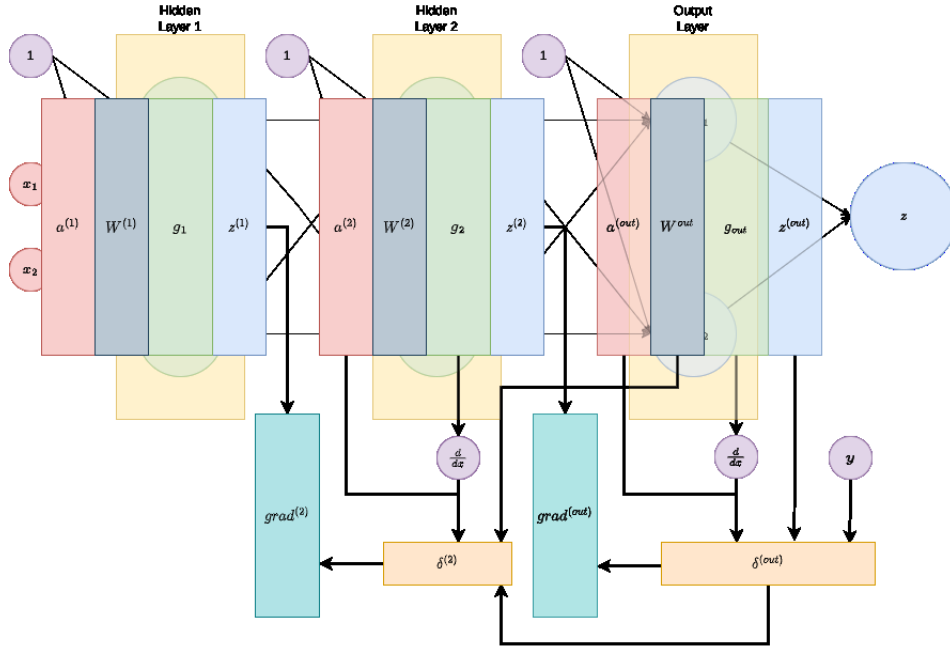 Hidden
Layer 1
Hidden
Layer 2
Output
Layer
1
1
1
x₁
x₂
a⁽¹⁾
W⁽¹⁾
g₁
z⁽¹⁾
a⁽²⁾
W⁽²⁾
g₂
z⁽²⁾
a⁽ᵒᵘᵗ⁾
Wᵒᵘᵗ
g_out
z⁽ᵒᵘᵗ⁾
z
d/dx
d/dx
y
grad⁽²⁾
grad⁽ᵒᵘᵗ⁾
δ⁽²⁾
δ⁽ᵒᵘᵗ⁾